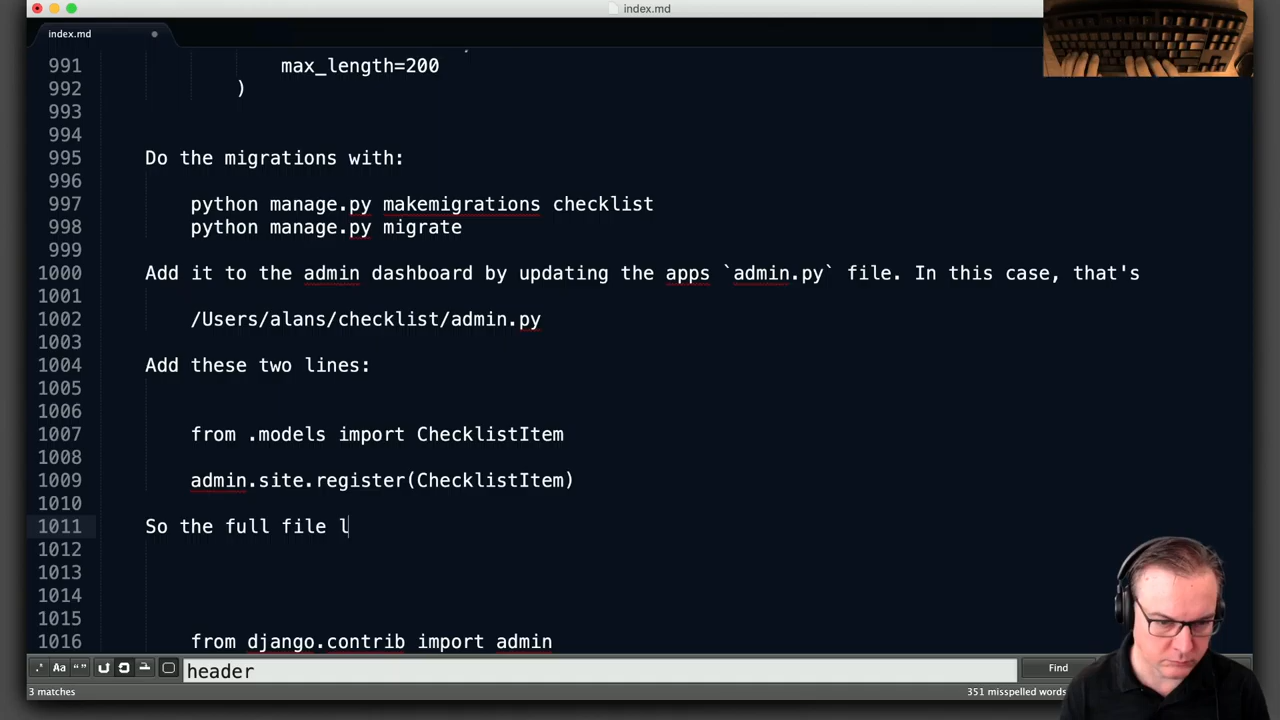 index.md
index.md
991 max_length=200
992 )
993
994
995 Do the migrations with:
996
997 python manage.py makemigrations checklist
998 python manage.py migrate
999
1000 Add it to the admin dashboard by updating the apps `admin.py` file. In this case, that's
1001
1002 /Users/alans/checklist/admin.py
1003
1004 Add these two lines:
1005
1006
1007 from .models import ChecklistItem
1008
1009 admin.site.register(ChecklistItem)
1010
1011 So the full file l
1012
1013
1014
1015
1016 from django.contrib import admin
.* Aa “” header Find
3 matches 351 misspelled words